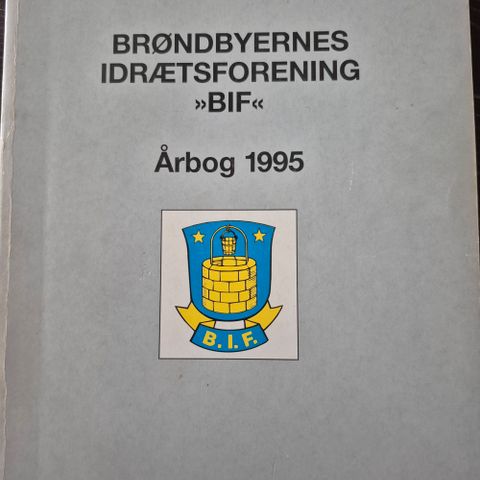 BRØNDBYERNES
IDRÆTSFORENING
»BIF«
Årbog 1995
B.I.F.